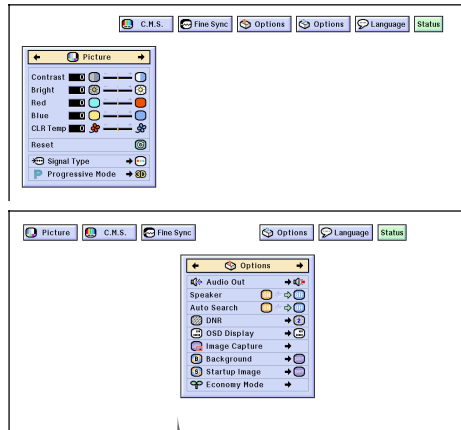 C.M.S. Fine Sync Options Options Language Status
Picture
Contrast 0
Bright 0
Red 0
Blue 0
CLR Temp 0
Reset
Signal Type
Progressive Mode 3D
Picture C.M.S. Fine Sync Options Language Status
Options
Audio Out
Speaker
Auto Search
DNR 2
OSD Display
Image Capture
B Background
S Startup Image
Economy Mode